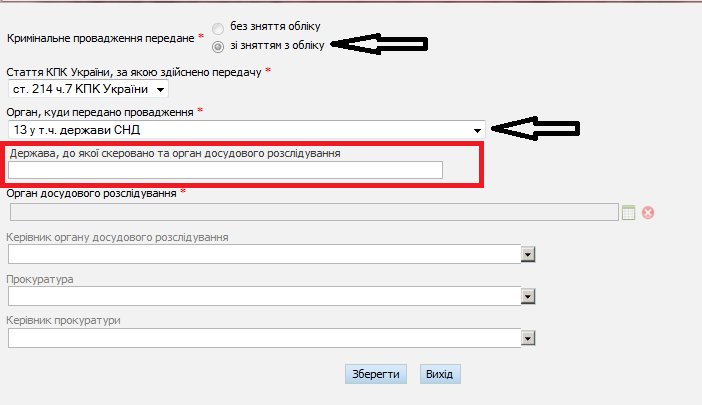 без зняття обліку
Кримінальне провадження передане *
зі зняттям з обліку
Стаття КПК України, за якою здійснено передачу *
ст. 214 ч.7 КПК України
Орган, куди передано провадження *
13 у т.ч. держави СНД
Держава, до якої скеровано та орган досудового розслідування
Орган досудового розслідування *
Керівник органу досудового розслідування
Прокуратура
Керівник прокуратури
Зберегти Вихід